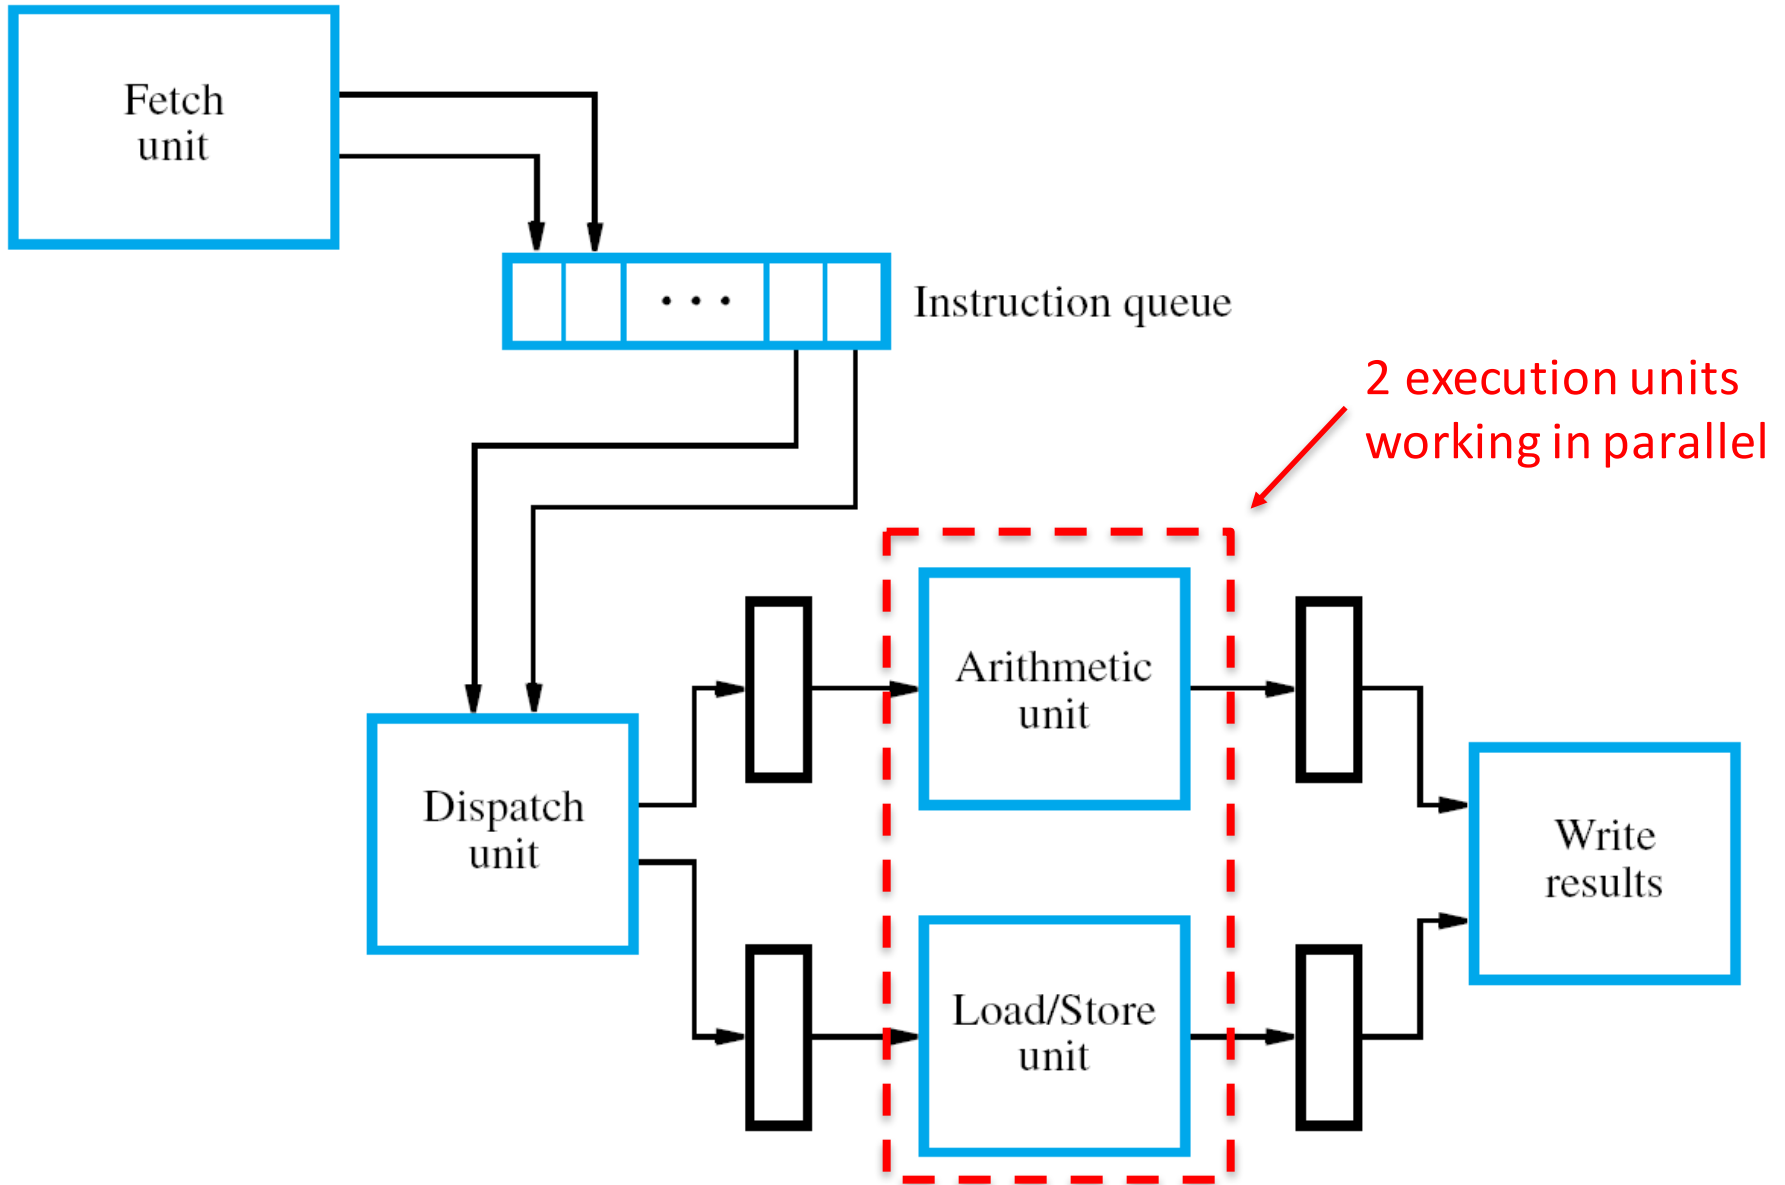 Fetch
unit
Instruction queue
2 execution units
working in parallel
Arithmetic
unit
Dispatch
unit
Write
results
Load/Store
unit